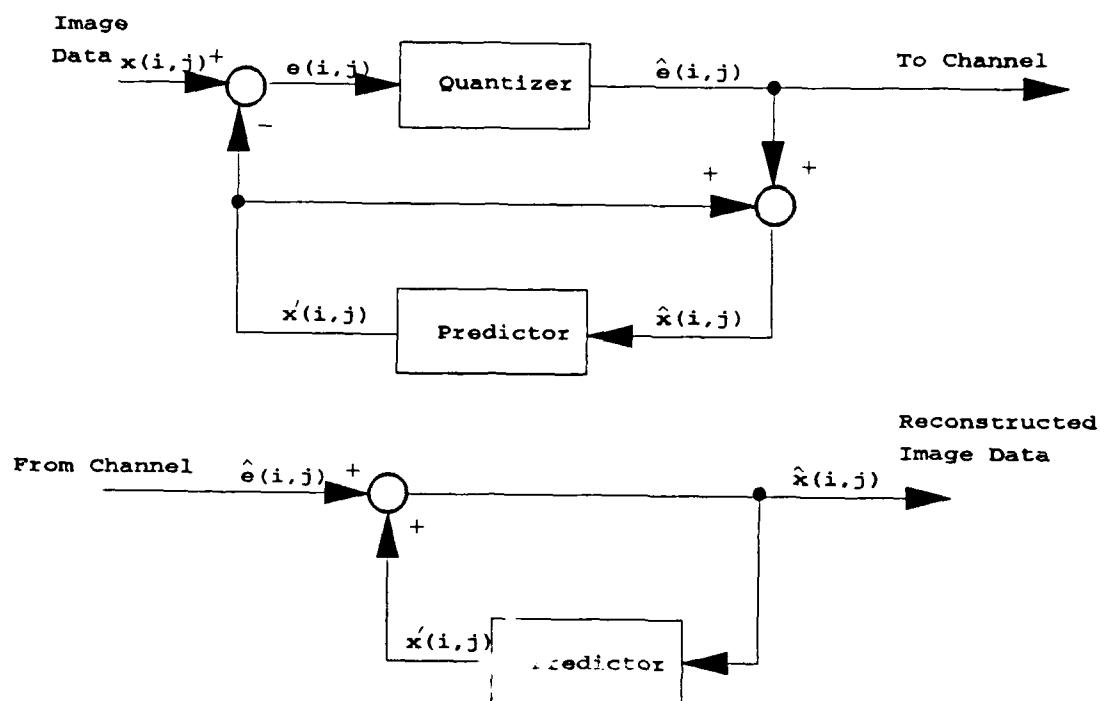 Image
Data
x(i,j)
+
e(i,j)
Quantizer
ê(i,j)
To Channel
−
+
+
x′(i,j)
Predictor
x̂(i,j)
Reconstructed
Image Data
From Channel
ê(i,j)
+
x̂(i,j)
+
x′(i,j)